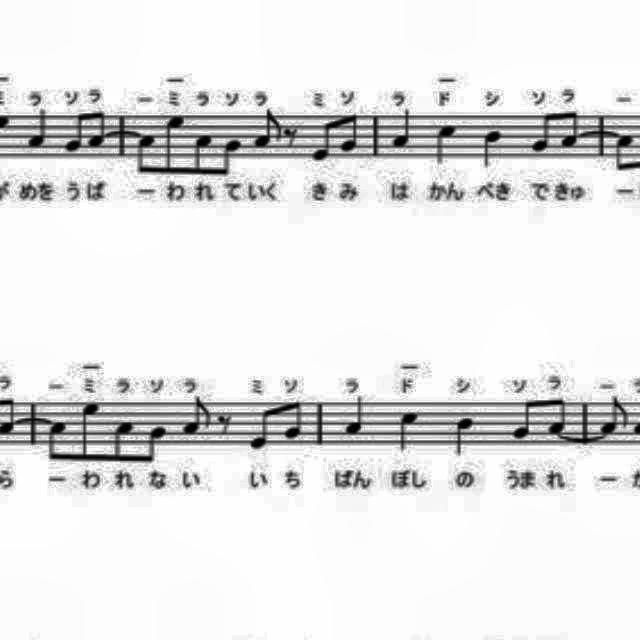 ミ ラ ソ ラ ー ミ ラ ソ ラ ミ ソ ラ ド シ ソ ラ ー
が めを うば ー われ て いく き み は かん ぺき で きゅ ー
ラ ー ミ ラ ソ ラ ミ ソ ラ ド シ ソ ラ ー ラ
ら ー わ れ な い い ち ばん ぼし の うま れ ー か